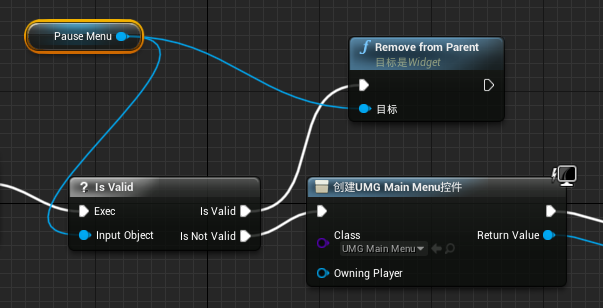 Pause Menu
Remove from Parent
目标是Widget
目标
? Is Valid
Exec
Is Valid
Input Object
Is Not Valid
创建UMG Main Menu控件
Class
UMG Main Menu
Return Value
Owning Player